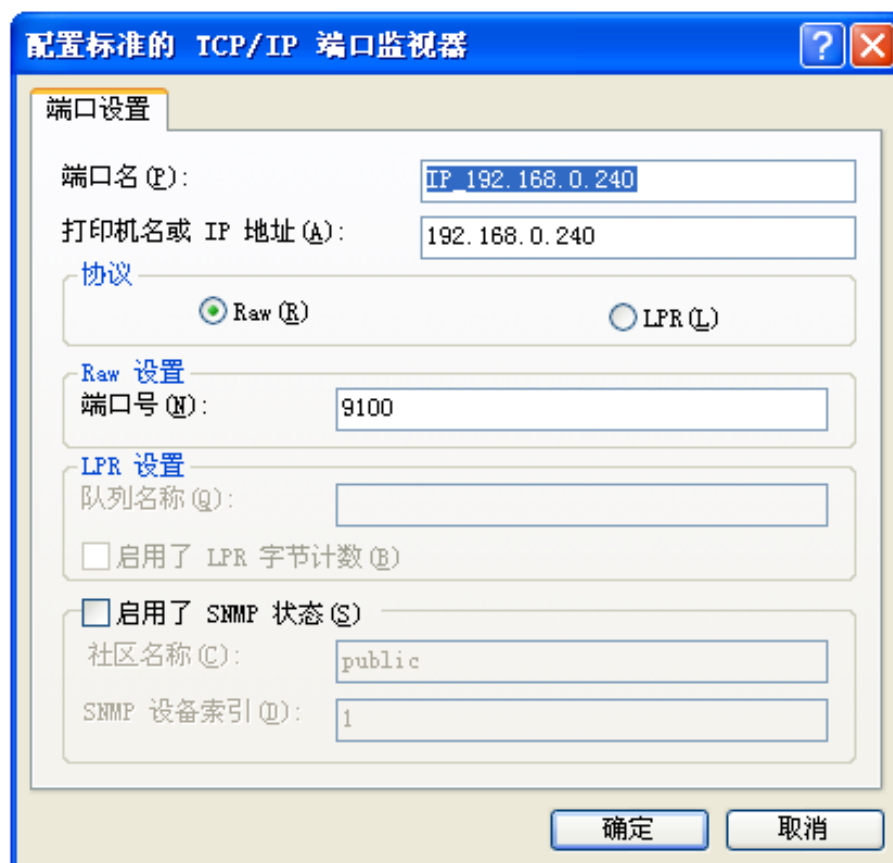 配置标准的 TCP/IP 端口监视器
端口设置
端口名(P): IP_192.168.0.240
打印机名或 IP 地址(A): 192.168.0.240
协议
Raw(R) LPR(L)
Raw 设置
端口号(N): 9100
LPR 设置
队列名称(Q):
启用了 LPR 字节计数(B)
启用了 SNMP 状态(S)
社区名称(C): public
SNMP 设备索引(D): 1
确定 取消